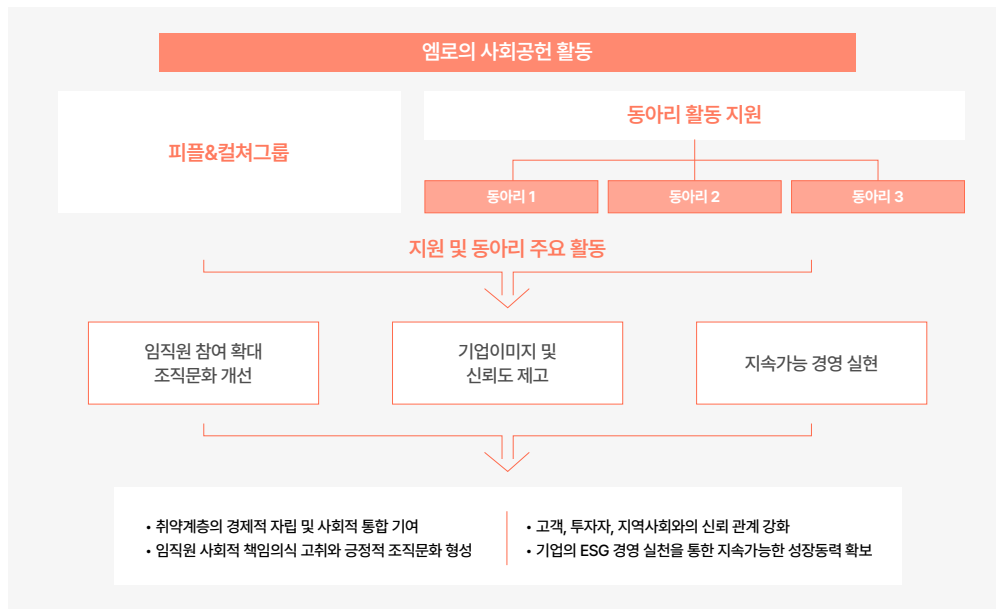 엠로의 사회공헌 활동
피플&컬쳐그룹
동아리 활동 지원
동아리 1
동아리 2
동아리 3
지원 및 동아리 주요 활동
임직원 참여 확대
조직문화 개선
기업이미지 및
신뢰도 제고
지속가능 경영 실현
• 취약계층의 경제적 자립 및 사회적 통합 기여
• 임직원 사회적 책임의식 고취와 긍정적 조직문화 형성
• 고객, 투자자, 지역사회와의 신뢰 관계 강화
• 기업의 ESG 경영 실천을 통한 지속가능한 성장동력 확보